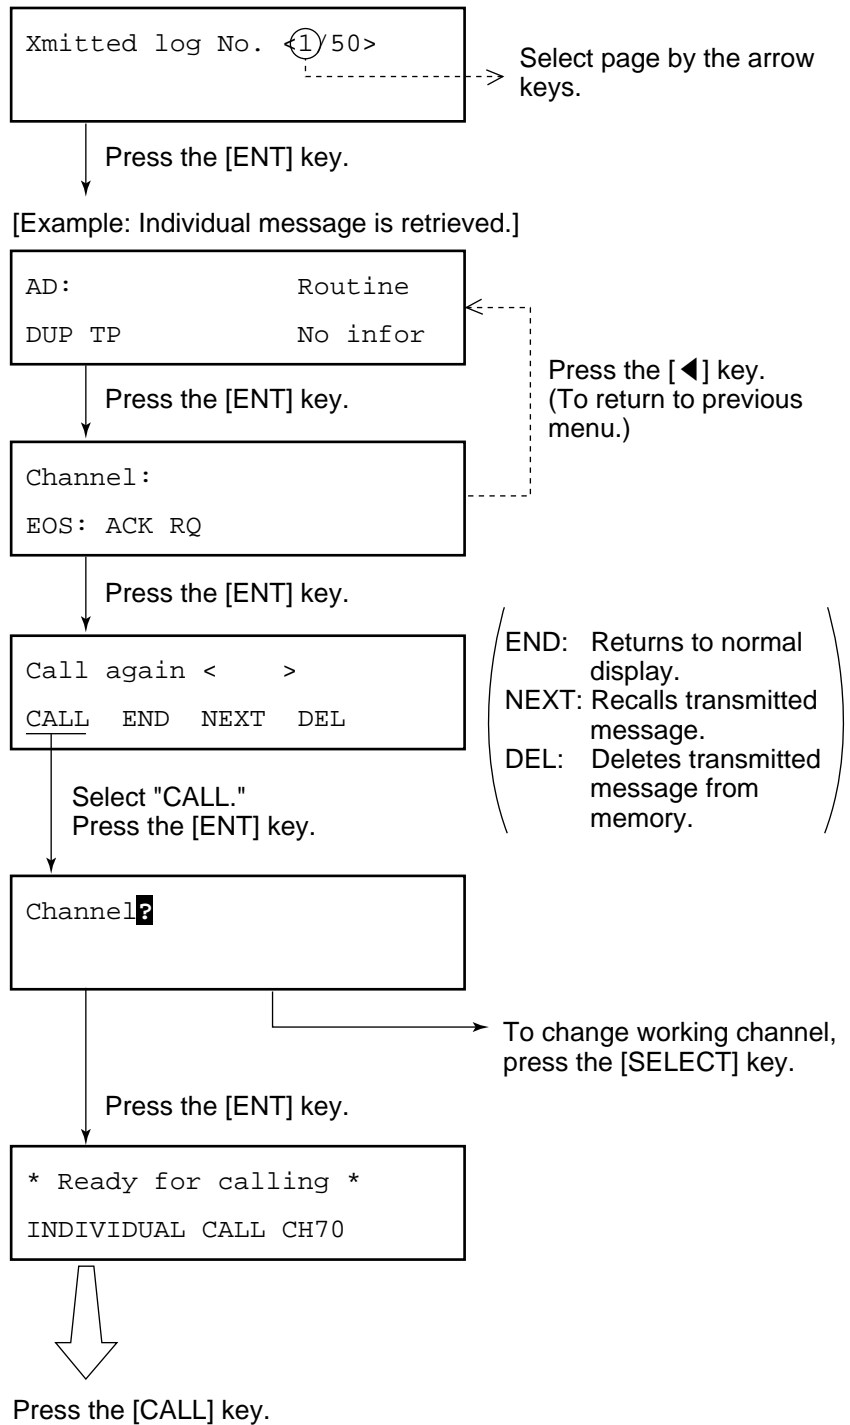 Xmitted log No. <1/50>
Select page by the arrow
keys.
Press the [ENT] key.
[Example: Individual message is retrieved.]
AD: Routine
DUP TP No infor
Press the [◀] key.
(To return to previous
menu.)
Press the [ENT] key.
Channel:
EOS: ACK RQ
Press the [ENT] key.
Call again < >
CALL END NEXT DEL
END: Returns to normal
display.
NEXT: Recalls transmitted
message.
DEL: Deletes transmitted
message from
memory.
Select "CALL."
Press the [ENT] key.
Channel?
To change working channel,
press the [SELECT] key.
Press the [ENT] key.
* Ready for calling *
INDIVIDUAL CALL CH70
Press the [CALL] key.